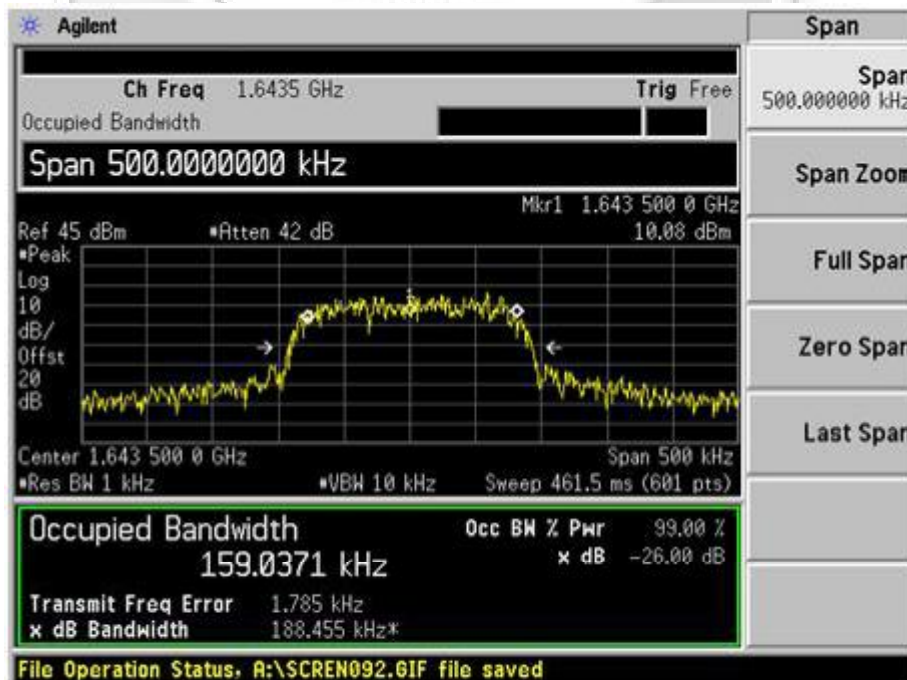 Agilent
Span
Ch Freq 1.6435 GHz
Trig Free
Occupied Bandwidth
Span 500.0000000 kHz
Span
500.000000 kHz
Span Zoom
Full Span
Zero Span
Last Span
Mkr1 1.643 500 0 GHz
Ref 45 dBm
*Atten 42 dB
10.08 dBm
*Peak
Log
10
dB/
Offst
20
dB
1
Center 1.643 500 0 GHz
Span 500 kHz
*Res BW 1 kHz
*VBW 10 kHz
Sweep 461.5 ms (601 pts)
Occupied Bandwidth
159.0371 kHz
Occ BW % Pwr 99.00 %
x dB -26.00 dB
Transmit Freq Error 1.785 kHz
x dB Bandwidth 188.455 kHz*
File Operation Status, A:\SCREN092.GIF file saved